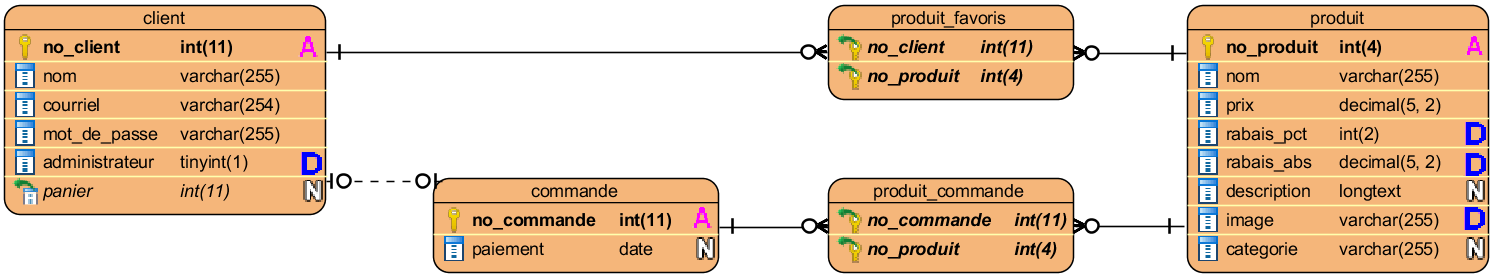 client
no_client int(11) A
nom varchar(255)
courriel varchar(254)
mot_de_passe varchar(255)
administrateur tinyint(1) D
panier int(11) N
commande
no_commande int(11) A
paiement date N
produit_favoris
no_client int(11)
no_produit int(4)
produit_commande
no_commande int(11)
no_produit int(4)
produit
no_produit int(4) A
nom varchar(255)
prix decimal(5, 2)
rabais_pct int(2) D
rabais_abs decimal(5, 2) D
description longtext N
image varchar(255) D
categorie varchar(255) N